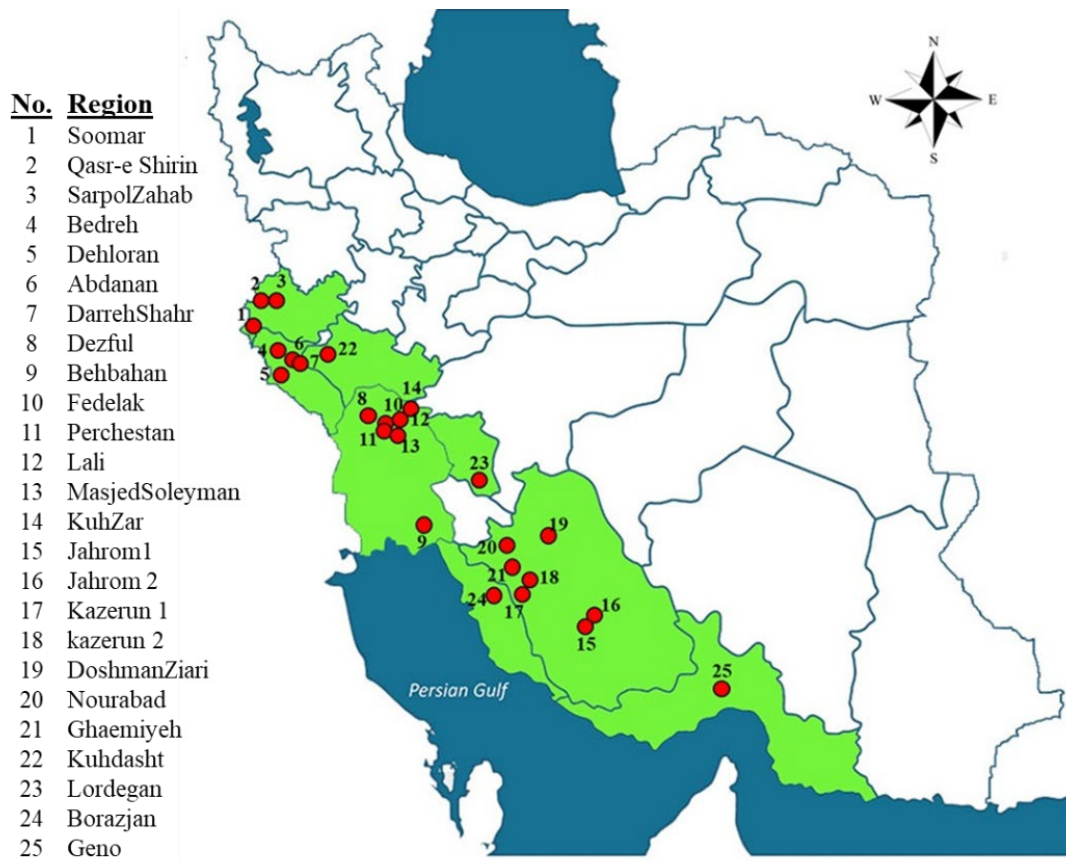 No. Region
1 Soomar
2 Qasr-e Shirin
3 SarpolZahab
4 Bedreh
5 Dehloran
6 Abdanan
7 DarrehShahr
8 Dezful
9 Behbahan
10 Fedelak
11 Perchestan
12 Lali
13 MasjedSoleyman
14 KuhZar
15 Jahrom1
16 Jahrom 2
17 Kazerun 1
18 kazerun 2
19 DoshmanZiari
20 Nourabad
21 Ghaemiyeh
22 Kuhdasht
23 Lordegan
24 Borazjan
25 Geno
N
W E
S
2 3
1
6
4 7 22
5
14
8 10
12
11 13
23
9
19
20
21 18
24 17
16
15
25
Persian Gulf